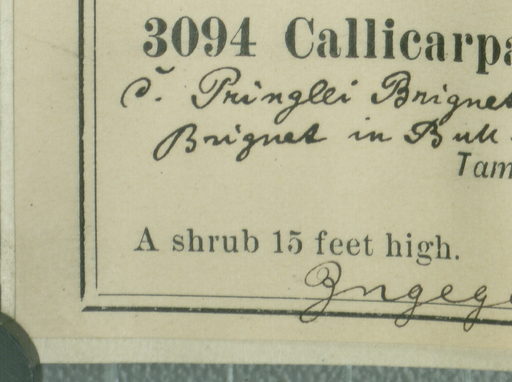 3094 Callicarpa
C. Pringlei Briquet
Briquet in Bull.
Tam
A shrub 15 feet high.